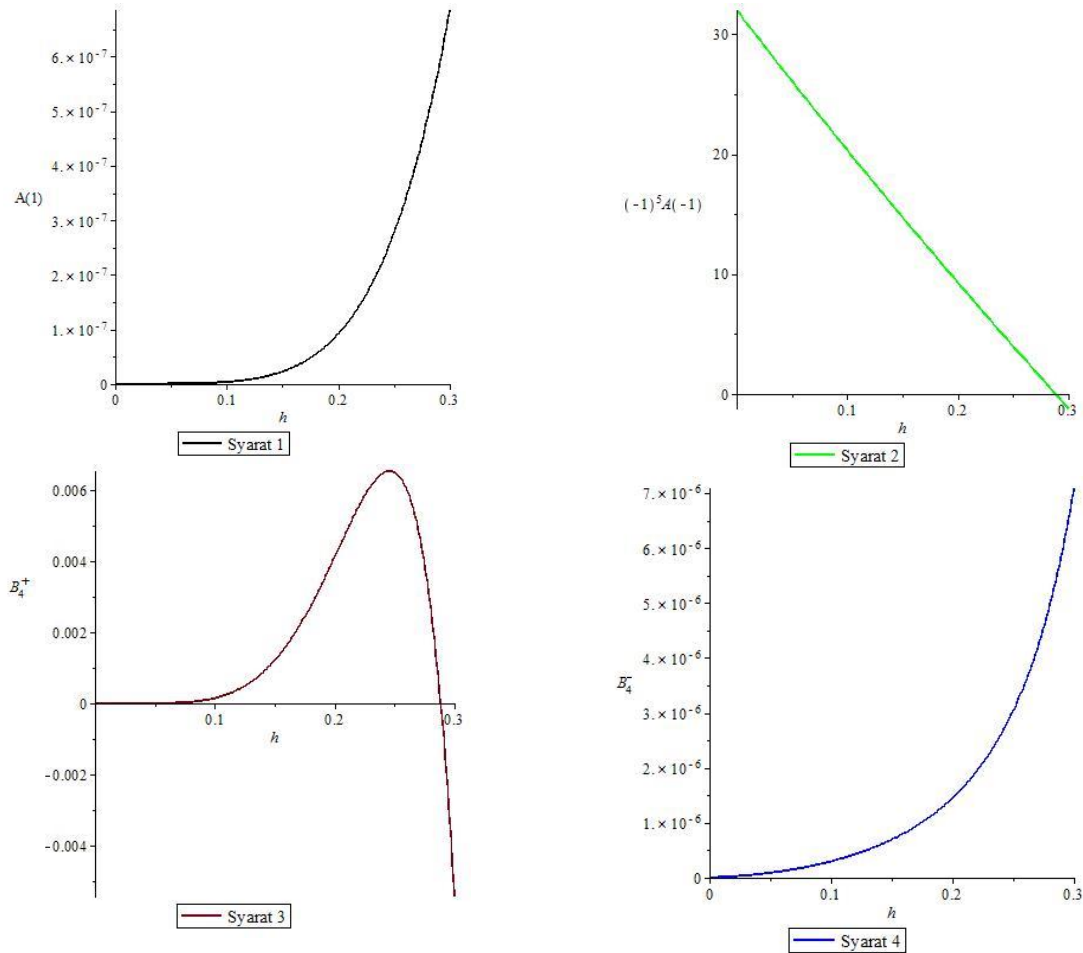 6. × 10⁻⁷
5. × 10⁻⁷
4. × 10⁻⁷
A(1)
3. × 10⁻⁷
2. × 10⁻⁷
1. × 10⁻⁷
0
0 0.1 0.2 0.3
h
Syarat 1
30
20
(-1)⁵A(-1)
10
0
0.1 0.2 0.3
h
Syarat 2
0.006
0.004
B₄⁺
0.002
0
0.1 0.2 0.3
h
-0.002
-0.004
Syarat 3
7. × 10⁻⁶
6. × 10⁻⁶
5. × 10⁻⁶
4. × 10⁻⁶
B₄⁻
3. × 10⁻⁶
2. × 10⁻⁶
1. × 10⁻⁶
0
0 0.1 0.2 0.3
h
Syarat 4